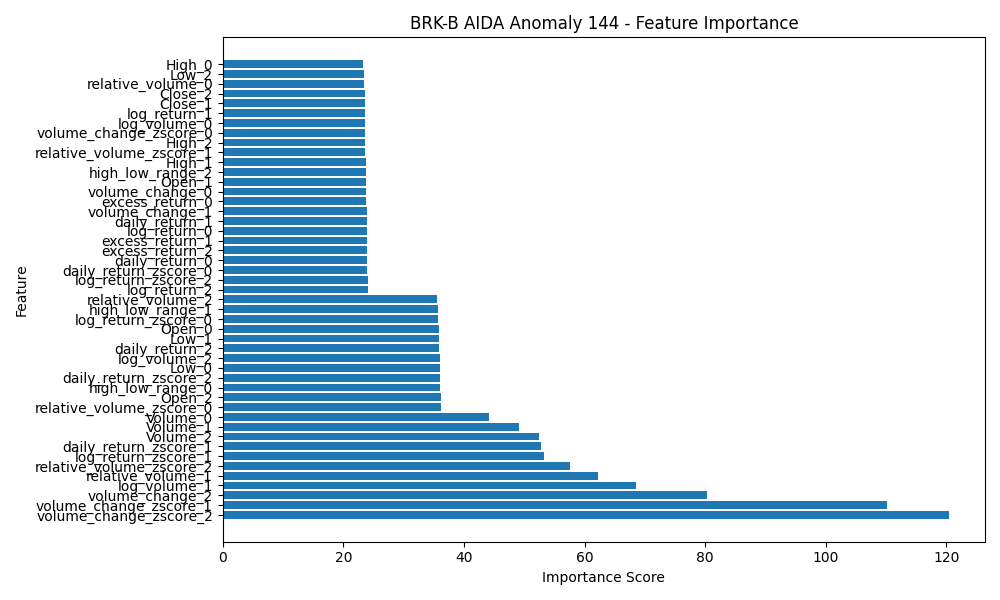 BRK-B AIDA Anomaly 144 - Feature Importance
High_0
Low_2
relative_volume_0
Close_2
Close_1
log_return_1
log_volume_0
volume_change_zscore_0
High_2
relative_volume_zscore_1
High_1
high_low_range_2
Open_1
volume_change_0
excess_return_0
volume_change_1
daily_return_1
log_return_0
excess_return_1
excess_return_2
daily_return_0
daily_return_zscore_0
log_return_zscore_2
log_return_2
relative_volume_2
high_low_range_1
log_return_zscore_0
Open_0
Low_1
daily_return_2
log_volume_2
Low_0
daily_return_zscore_2
high_low_range_0
Open_2
relative_volume_zscore_0
Volume_0
Volume_1
Volume_2
daily_return_zscore_1
log_return_zscore_1
relative_volume_zscore_2
relative_volume_1
log_volume_1
volume_change_2
volume_change_zscore_1
volume_change_zscore_2
Feature
0 20 40 60 80 100 120
Importance Score